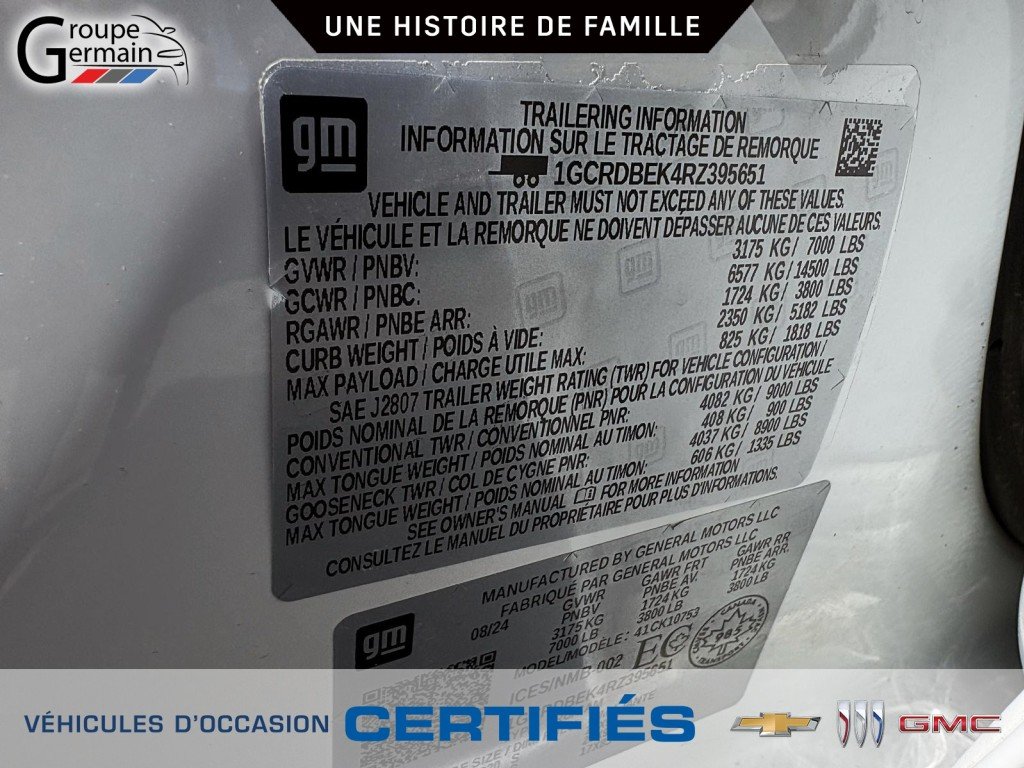 Groupe
Germain
UNE HISTOIRE DE FAMILLE
gm
TRAILERING INFORMATION
INFORMATION SUR LE TRACTAGE DE REMORQUE
1GCRDBEK4RZ395651
VEHICLE AND TRAILER MUST NOT EXCEED ANY OF THESE VALUES.
LE VÉHICULE ET LA REMORQUE NE DOIVENT DÉPASSER AUCUNE DE CES VALEURS.
GVWR / PNBV: 3175 KG/ 7000 LBS
GCWR / PNBC: 6577 KG/14500 LBS
RGAWR / PNBE ARR: 1724 KG/ 3800 LBS
CURB WEIGHT / POIDS À VIDE: 2350 KG/ 5182 LBS
MAX PAYLOAD / CHARGE UTILE MAX: 825 KG/ 1818 LBS
SAE J2807 TRAILER WEIGHT RATING (TWR) FOR VEHICLE CONFIGURATION /
POIDS NOMINAL DE LA REMORQUE (PNR) POUR LA CONFIGURATION DU VÉHICULE
CONVENTIONAL TWR / CONVENTIONNEL PNR: 4082 KG/ 9000 LBS
MAX TONGUE WEIGHT / POIDS NOMINAL AU TIMON: 408 KG/ 900 LBS
GOOSENECK TWR / COL DE CYGNE PNR: 4037 KG/ 8900 LBS
MAX TONGUE WEIGHT / POIDS NOMINAL AU TIMON: 606 KG/ 1335 LBS
SEE OWNER'S MANUAL FOR MORE INFORMATION
CONSULTEZ LE MANUEL DU PROPRIÉTAIRE POUR PLUS D'INFORMATIONS.
MANUFACTURED BY GENERAL MOTORS LLC
FABRIQUÉ PAR GENERAL MOTORS LLC
gm
08/24
GVWR GAWR FRT GAWR RR
PNBV PNBE AV. PNBE ARR.
3175KG 1724 KG 1724 KG
7000 LB 3800 LB 3800 LB
MODEL/MODÈLE: 41CK10753
ICES/NMB-002 EC
CANADA
VÉHICULES D'OCCASION CERTIFIÉS
GMC